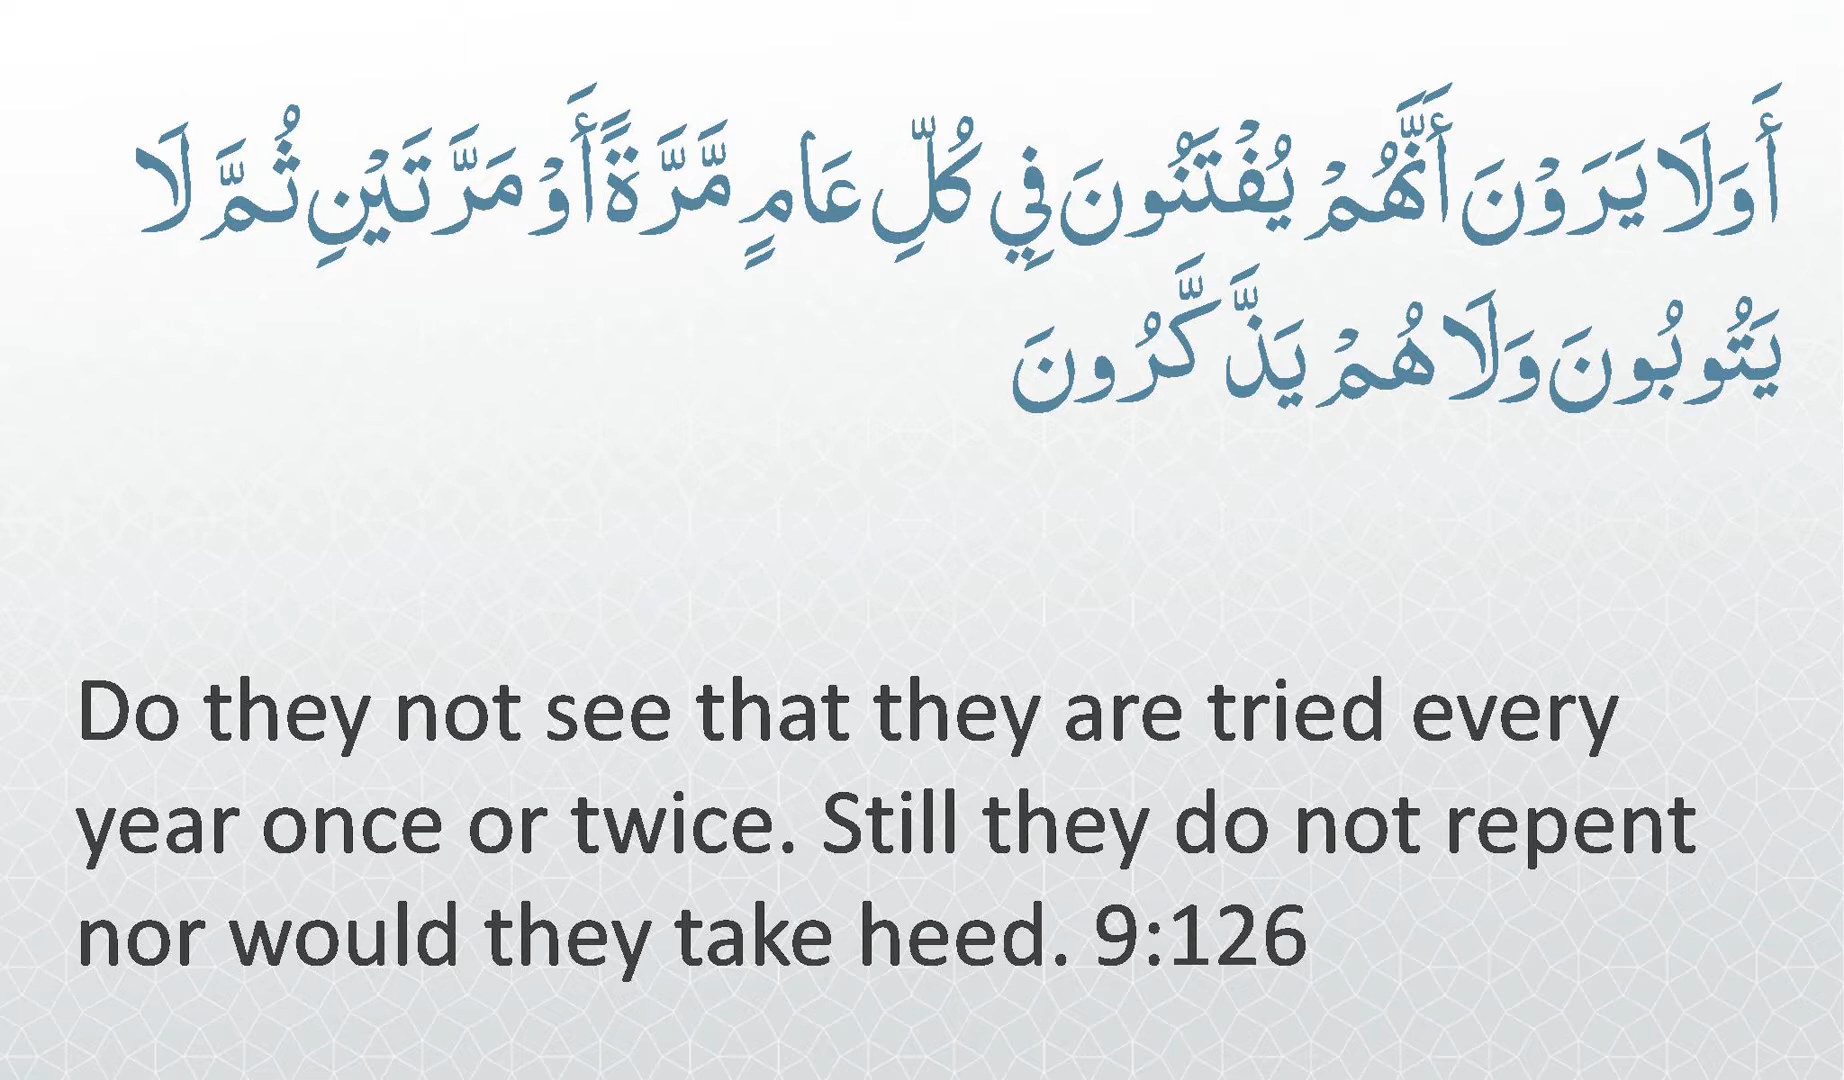 أَوَلَا يَرَوْنَ أَنَّهُمْ يُفْتَنُونَ فِي كُلِّ عَامٍ مَّرَّةً أَوْ مَرَّتَيْنِ ثُمَّ لَا
يَتُوبُونَ وَلَا هُمْ يَذَّكَّرُونَ
Do they not see that they are tried every
year once or twice. Still they do not repent
nor would they take heed. 9:126